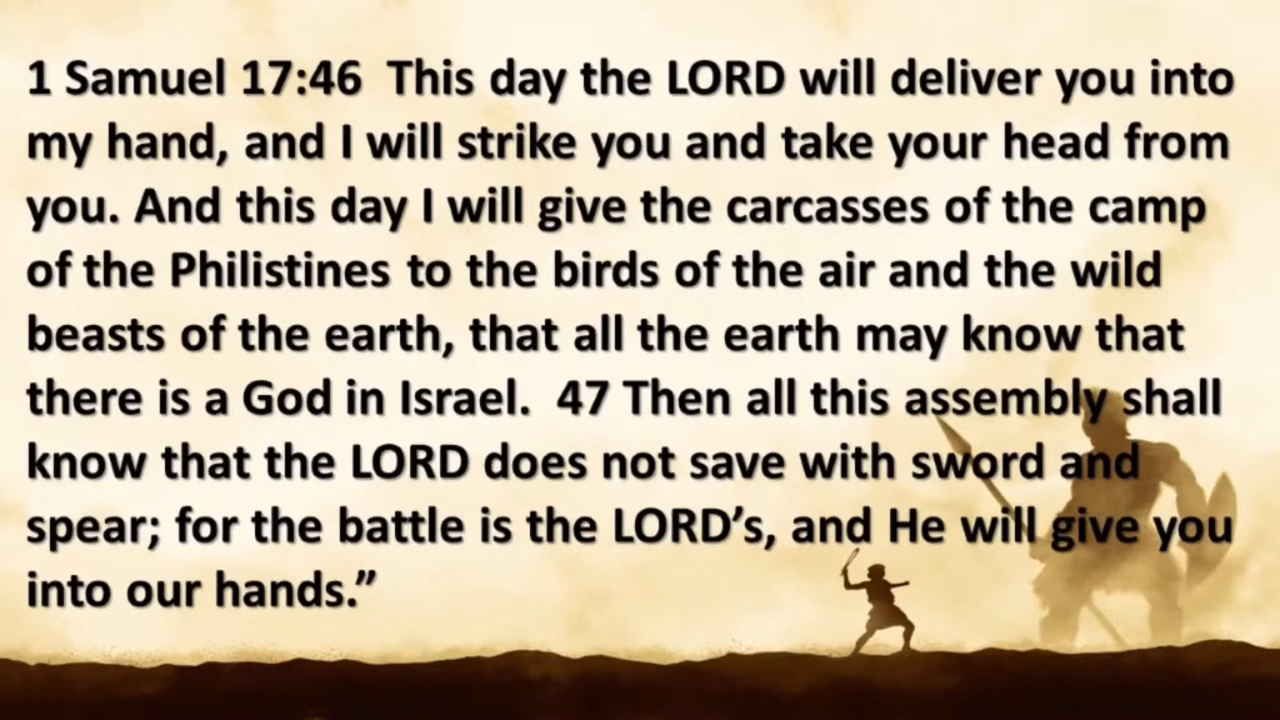 1 Samuel 17:46  This day the LORD will deliver you into
my hand, and I will strike you and take your head from
you. And this day I will give the carcasses of the camp
of the Philistines to the birds of the air and the wild
beasts of the earth, that all the earth may know that
there is a God in Israel.  47 Then all this assembly shall
know that the LORD does not save with sword and
spear; for the battle is the LORD’s, and He will give you
into our hands.”